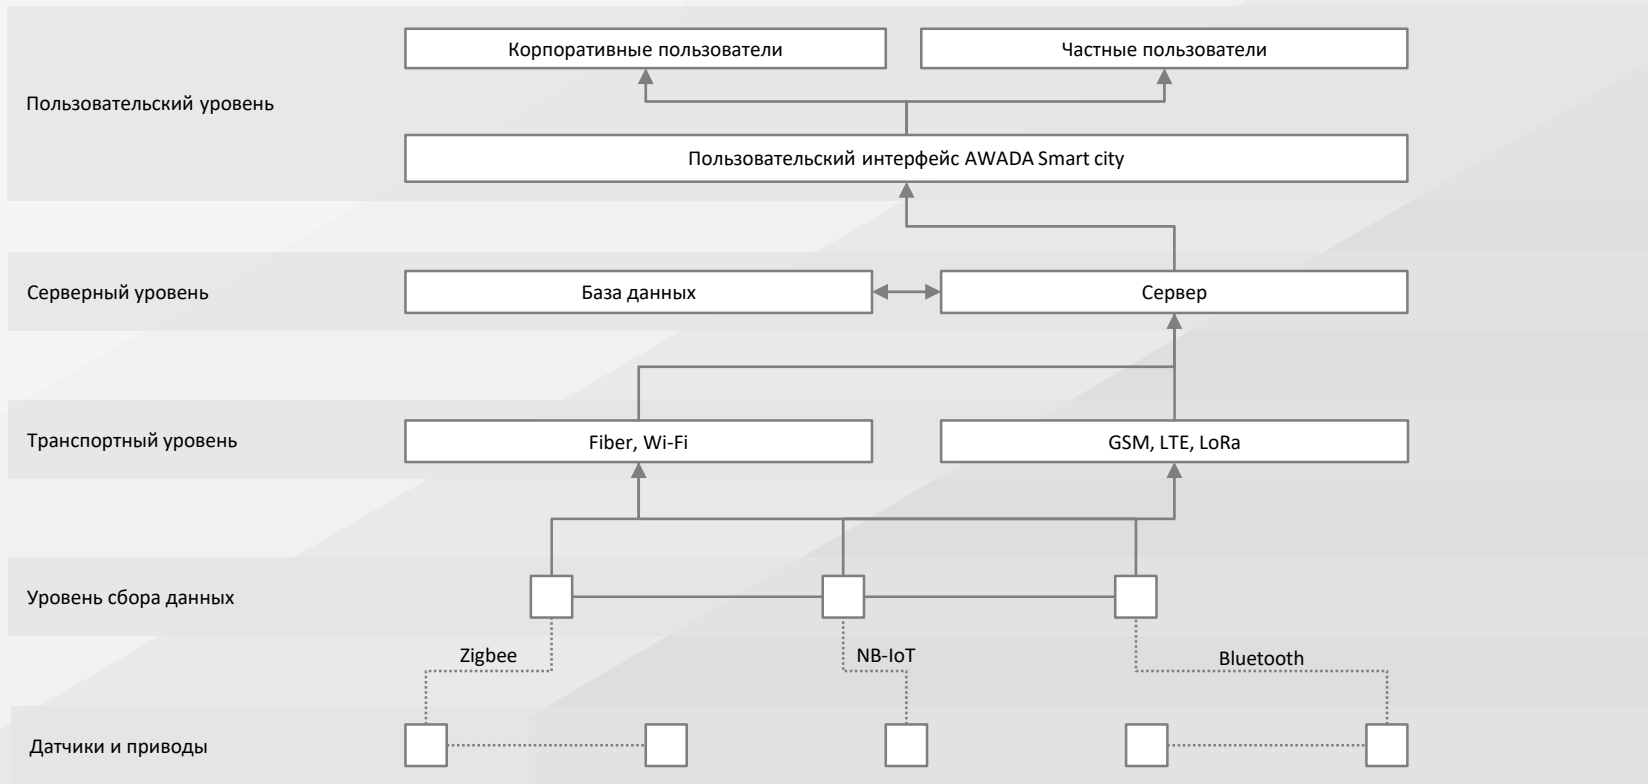 Корпоративные пользователи
Частные пользователи
Пользовательский уровень
Пользовательский интерфейс AWADA Smart city
Серверный уровень
База данных
Сервер
Транспортный уровень
Fiber, Wi-Fi
GSM, LTE, LoRa
Уровень сбора данных
Zigbee
NB-IoT
Bluetooth
Датчики и приводы